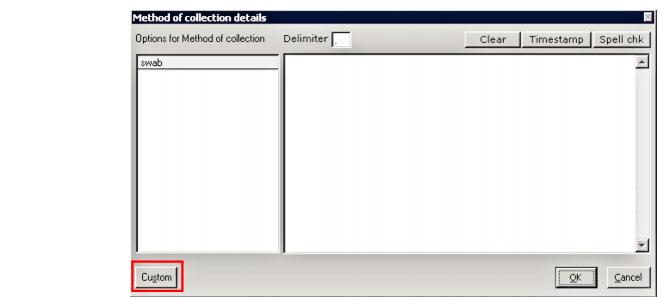 Method of collection details
Options for Method of collection Delimiter . Clear Timestamp Spell chk
swab
Custom OK Cancel